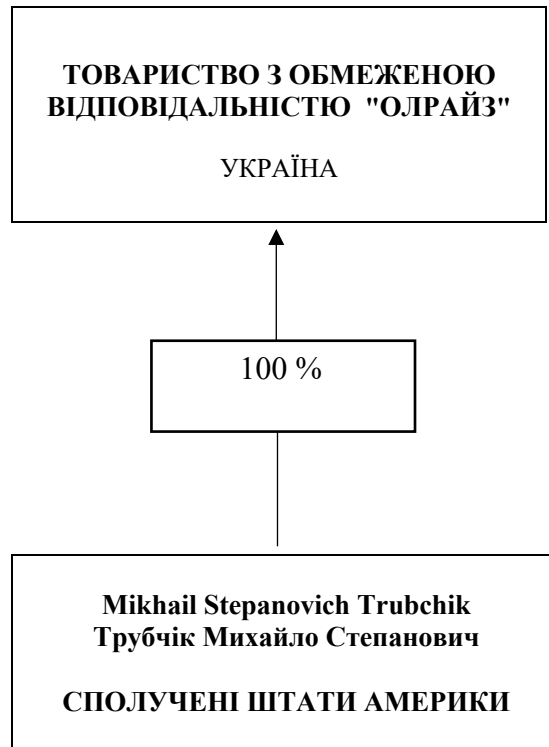 ТОВАРИСТВО З ОБМЕЖЕНОЮ
ВІДПОВІДАЛЬНІСТЮ "ОЛРАЙЗ"
УКРАЇНА
100 %
Mikhail Stepanovich Trubchik
Трубчік Михайло Степанович
СПОЛУЧЕНІ ШТАТИ АМЕРИКИ